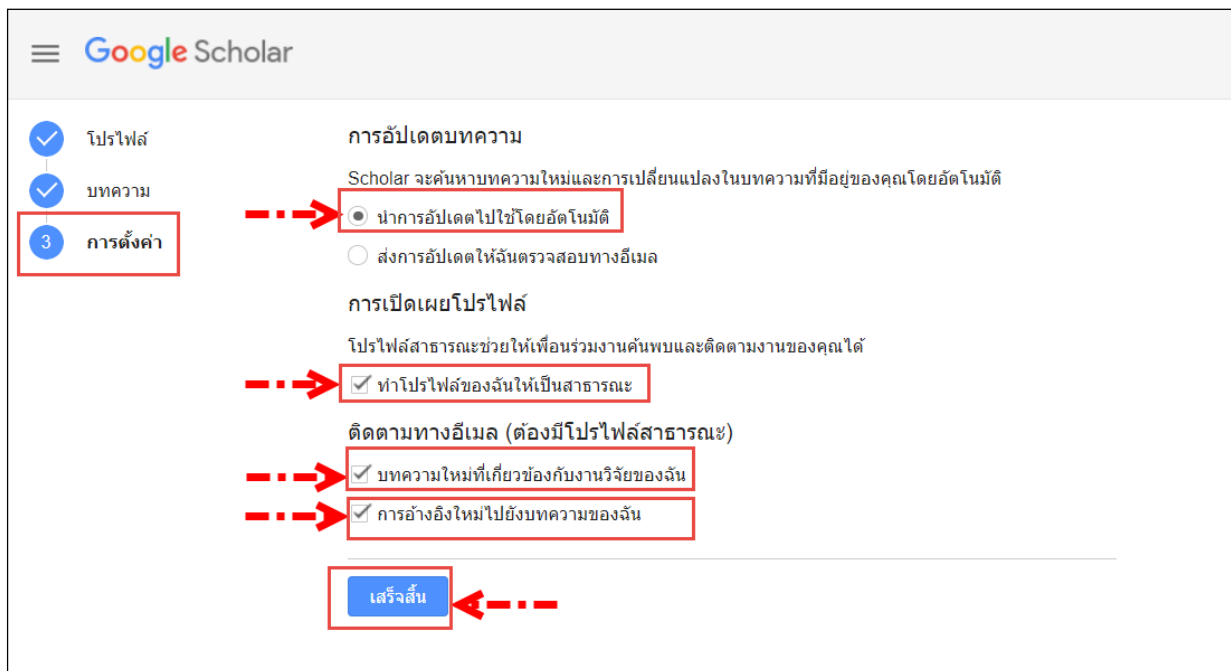 Google Scholar
โปรไฟล์
บทความ
3 การตั้งค่า
การอัปเดตบทความ
Scholar จะค้นหาบทความใหม่และการเปลี่ยนแปลงในบทความที่มีอยู่ของคุณโดยอัตโนมัติ
นำการอัปเดตไปใช้โดยอัตโนมัติ
ส่งการอัปเดตให้ฉันตรวจสอบทางอีเมล
การเปิดเผยโปรไฟล์
โปรไฟล์สาธารณะช่วยให้เพื่อนร่วมงานค้นพบและติดตามงานของคุณได้
ทำโปรไฟล์ของฉันให้เป็นสาธารณะ
ติดตามทางอีเมล (ต้องมีโปรไฟล์สาธารณะ)
บทความใหม่ที่เกี่ยวข้องกับงานวิจัยของฉัน
การอ้างอิงใหม่ไปยังบทความของฉัน
เสร็จสิ้น